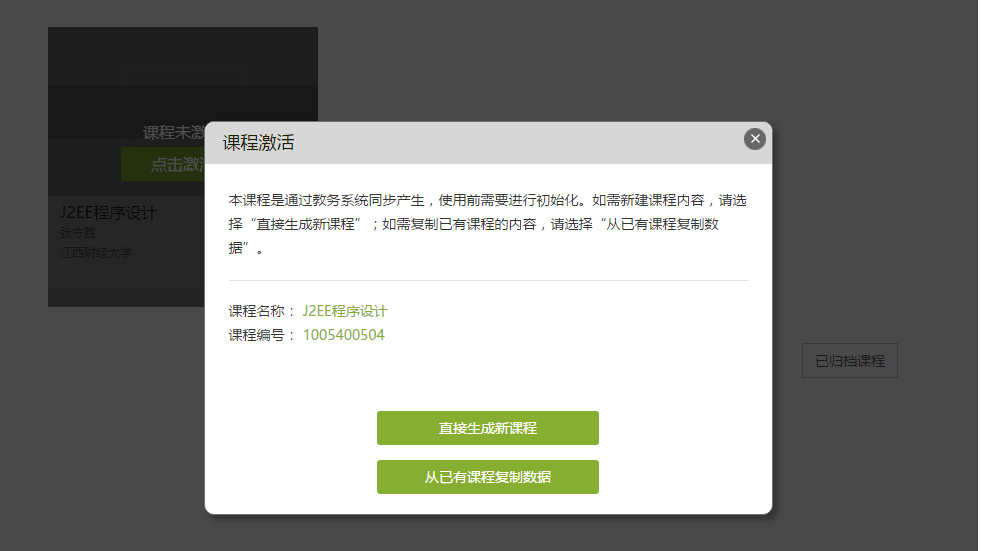 课程未激
点击激
J2EE程序设计
张守胜
江西财经大学
课程激活
本课程是通过教务系统同步产生，使用前需要进行初始化。如需新建课程内容，请选
择“直接生成新课程”；如需复制已有课程的内容，请选择“从已有课程复制数
据”。
课程名称： J2EE程序设计
课程编号： 1005400504
已归档课程
直接生成新课程
从已有课程复制数据